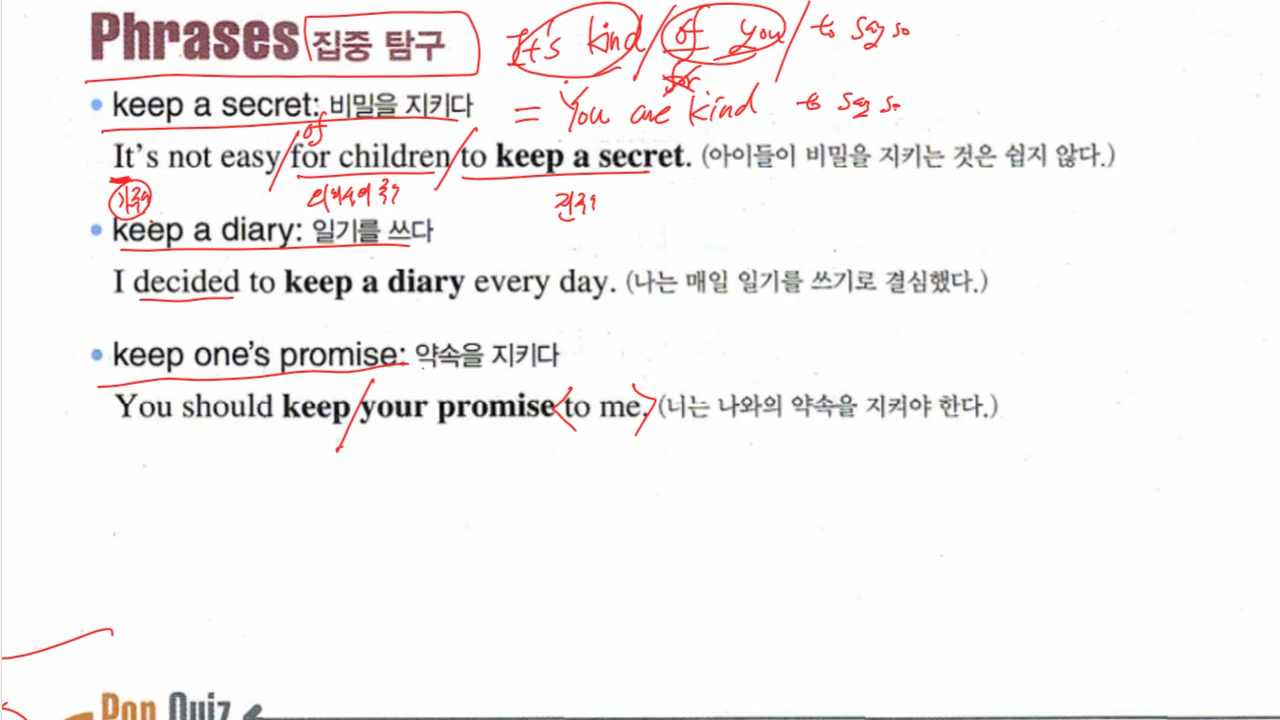 Phrases 집중 탐구
It's kind / of you / to say so
for
= You are kind to say so
• keep a secret: 비밀을 지키다
of
It's not easy / for children / to keep a secret. (아이들이 비밀을 지키는 것은 쉽지 않다.)
가주어 의미상의 주어 진주어
• keep a diary: 일기를 쓰다
I decided to keep a diary every day. (나는 매일 일기를 쓰기로 결심했다.)
• keep one's promise: 약속을 지키다
You should keep / your promise <to me.> (너는 나와의 약속을 지켜야 한다.)
Pop Quiz